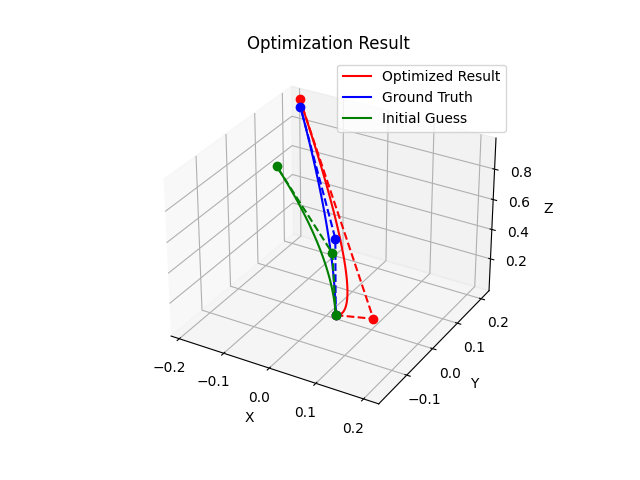 Optimization Result
Optimized Result
Ground Truth
Initial Guess
0.8
0.6
0.4
0.2
Z
0.2
0.1
0.0
−0.1
Y
−0.2
−0.1
0.0
0.1
0.2
X